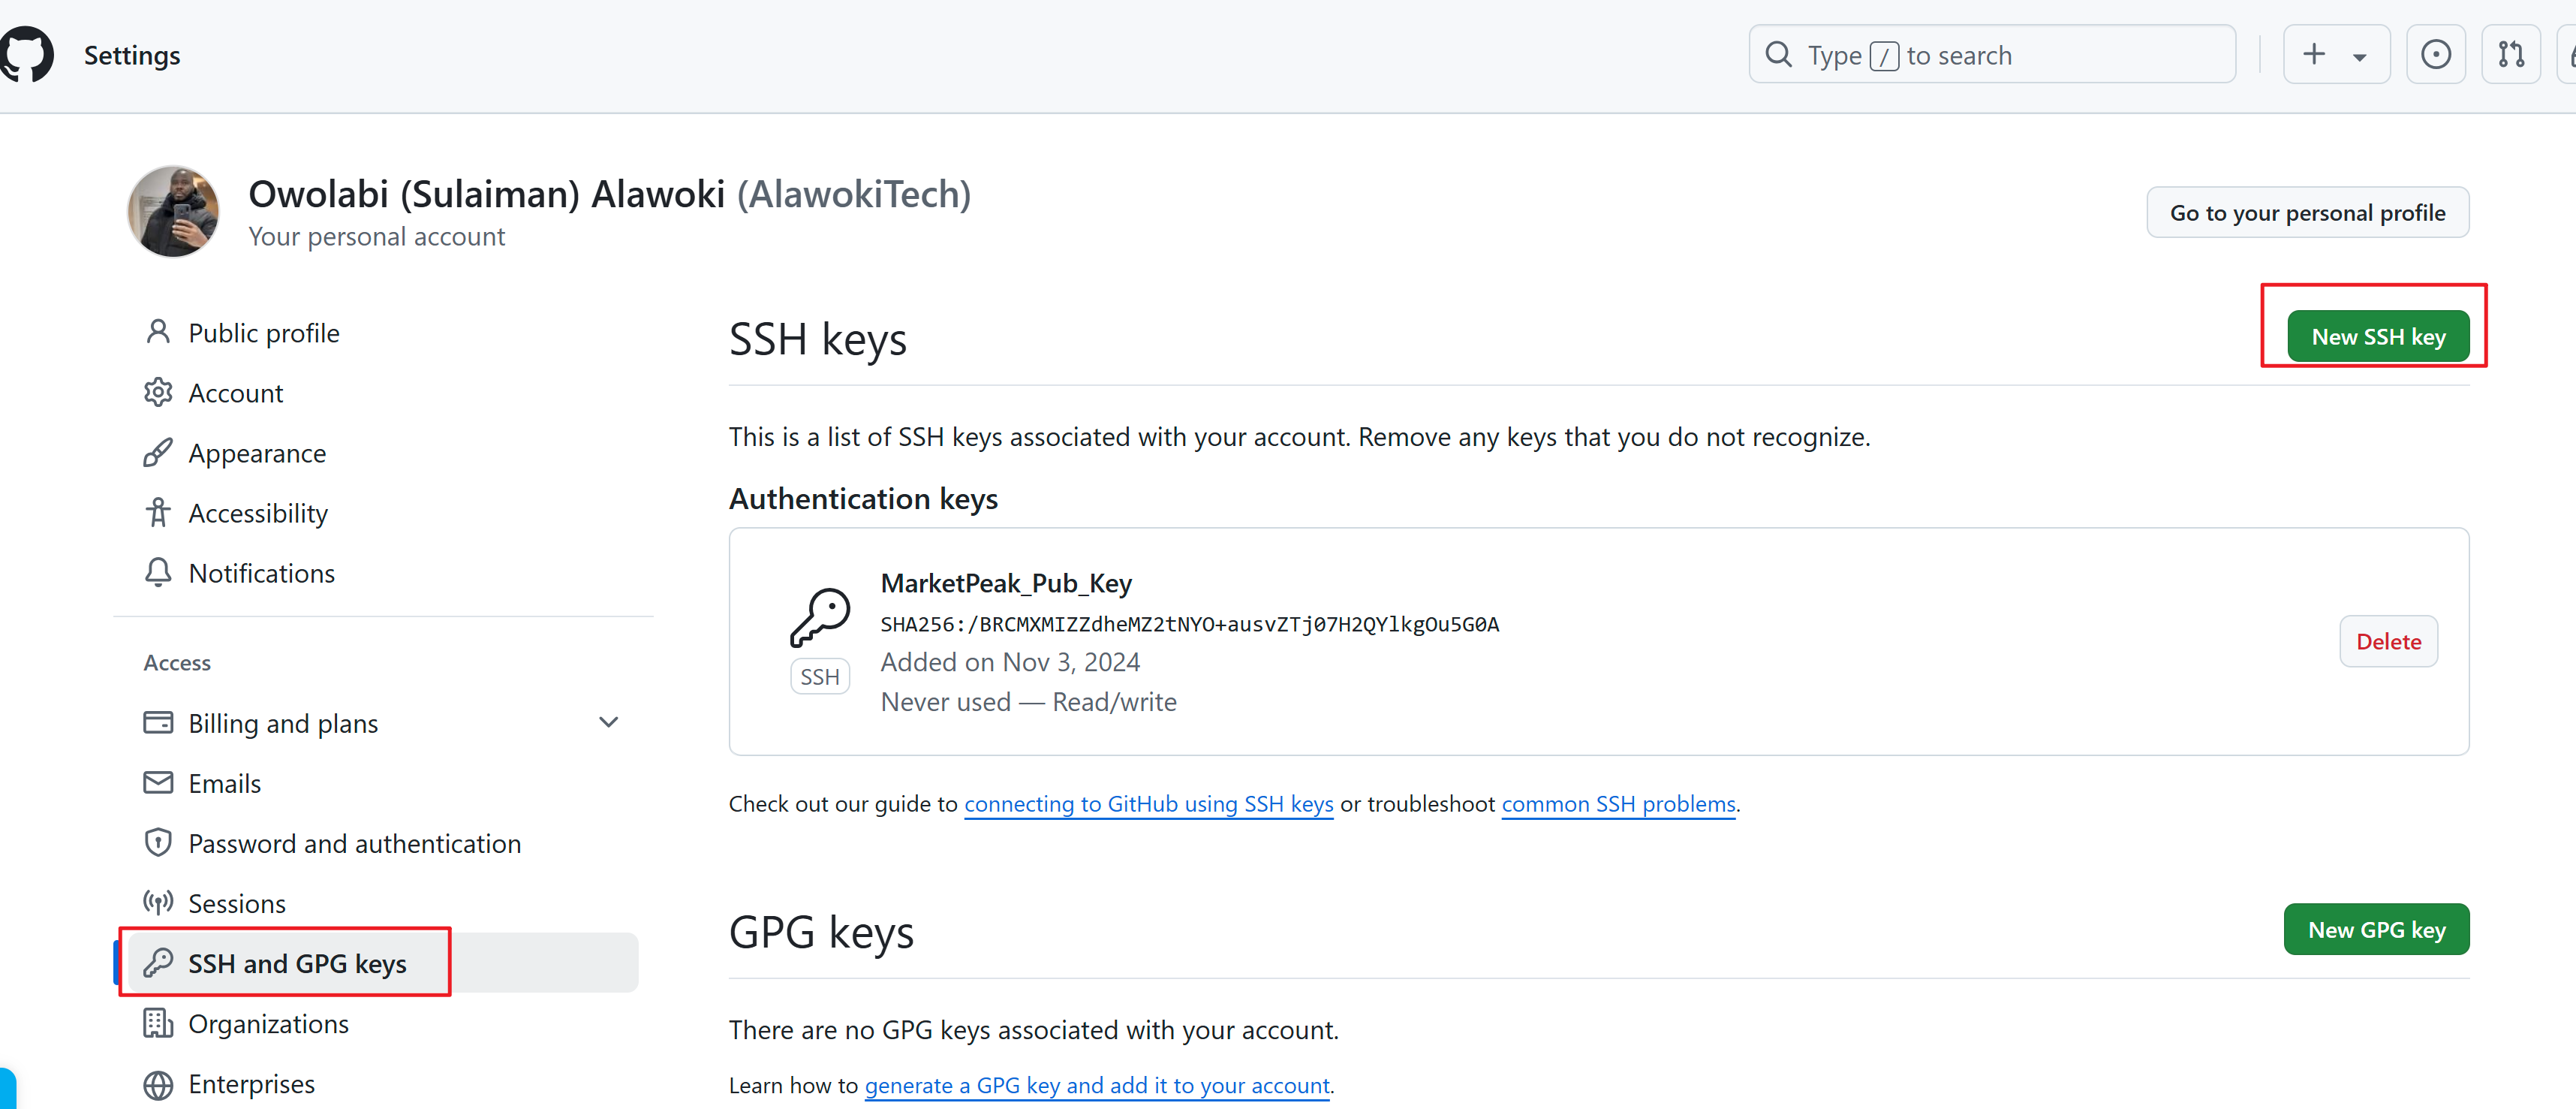 Settings
Type / to search
Owolabi (Sulaiman) Alawoki (AlawokiTech)
Your personal account
Go to your personal profile
Public profile
Account
Appearance
Accessibility
Notifications
Access
Billing and plans
Emails
Password and authentication
Sessions
SSH and GPG keys
Organizations
Enterprises
SSH keys
New SSH key
This is a list of SSH keys associated with your account. Remove any keys that you do not recognize.
Authentication keys
MarketPeak_Pub_Key
SHA256:/BRCMXMIZZdheMZ2tNYO+ausvZTj07H2QYlkgOu5G0A
Added on Nov 3, 2024
Never used — Read/write
SSH
Delete
Check out our guide to connecting to GitHub using SSH keys or troubleshoot common SSH problems.
GPG keys
New GPG key
There are no GPG keys associated with your account.
Learn how to generate a GPG key and add it to your account.